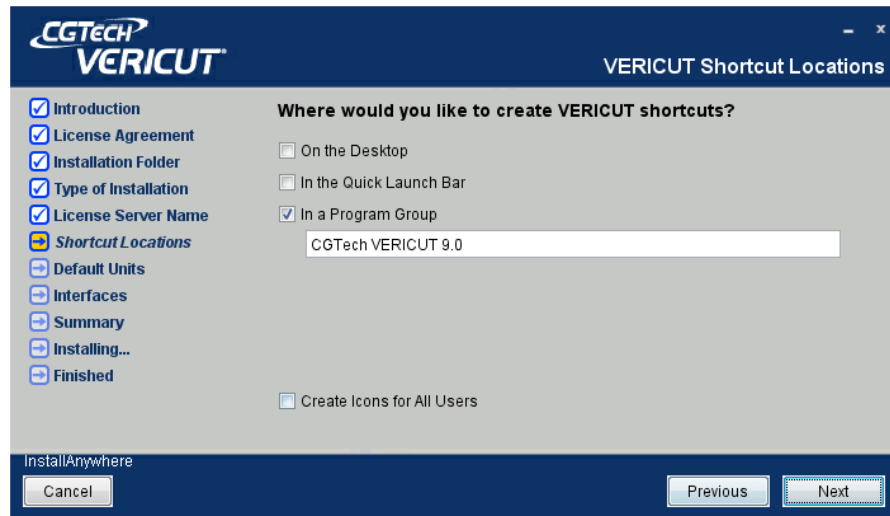 CGTECH
VERICUT
VERICUT Shortcut Locations
Introduction
License Agreement
Installation Folder
Type of Installation
License Server Name
Shortcut Locations
Default Units
Interfaces
Summary
Installing...
Finished
Where would you like to create VERICUT shortcuts?
On the Desktop
In the Quick Launch Bar
In a Program Group
CGTech VERICUT 9.0
Create Icons for All Users
InstallAnywhere
Cancel
Previous
Next